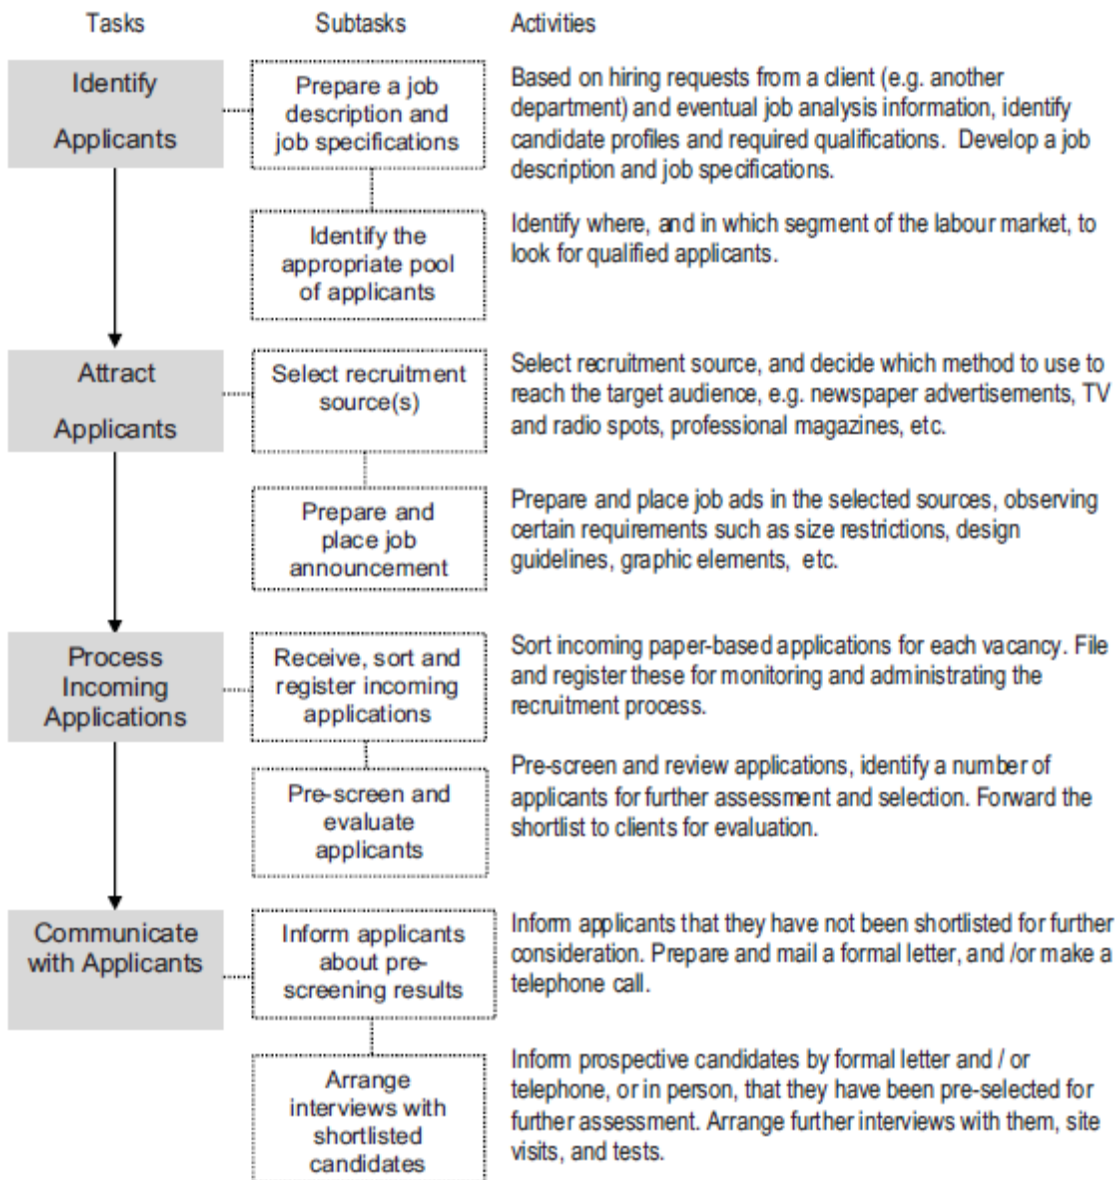 Tasks
Subtasks
Activities
Identify
Applicants
Prepare a job
description and
job specifications
Based on hiring requests from a client (e.g. another
department) and eventual job analysis information, identify
candidate profiles and required qualifications. Develop a job
description and job specifications.
Identify the
appropriate pool
of applicants
Identify where, and in which segment of the labour market, to
look for qualified applicants.
Attract
Applicants
Select recruitment
source(s)
Select recruitment source, and decide which method to use to
reach the target audience, e.g. newspaper advertisements, TV
and radio spots, professional magazines, etc.
Prepare and
place job
announcement
Prepare and place job ads in the selected sources, observing
certain requirements such as size restrictions, design
guidelines, graphic elements, etc.
Process
Incoming
Applications
Receive, sort and
register incoming
applications
Sort incoming paper-based applications for each vacancy. File
and register these for monitoring and administrating the
recruitment process.
Pre-screen and
evaluate
applicants
Pre-screen and review applications, identify a number of
applicants for further assessment and selection. Forward the
shortlist to clients for evaluation.
Communicate
with Applicants
Inform applicants
about pre-
screening results
Inform applicants that they have not been shortlisted for further
consideration. Prepare and mail a formal letter, and /or make a
telephone call.
Arrange
interviews with
shortlisted
candidates
Inform prospective candidates by formal letter and / or
telephone, or in person, that they have been pre-selected for
further assessment. Arrange further interviews with them, site
visits, and tests.